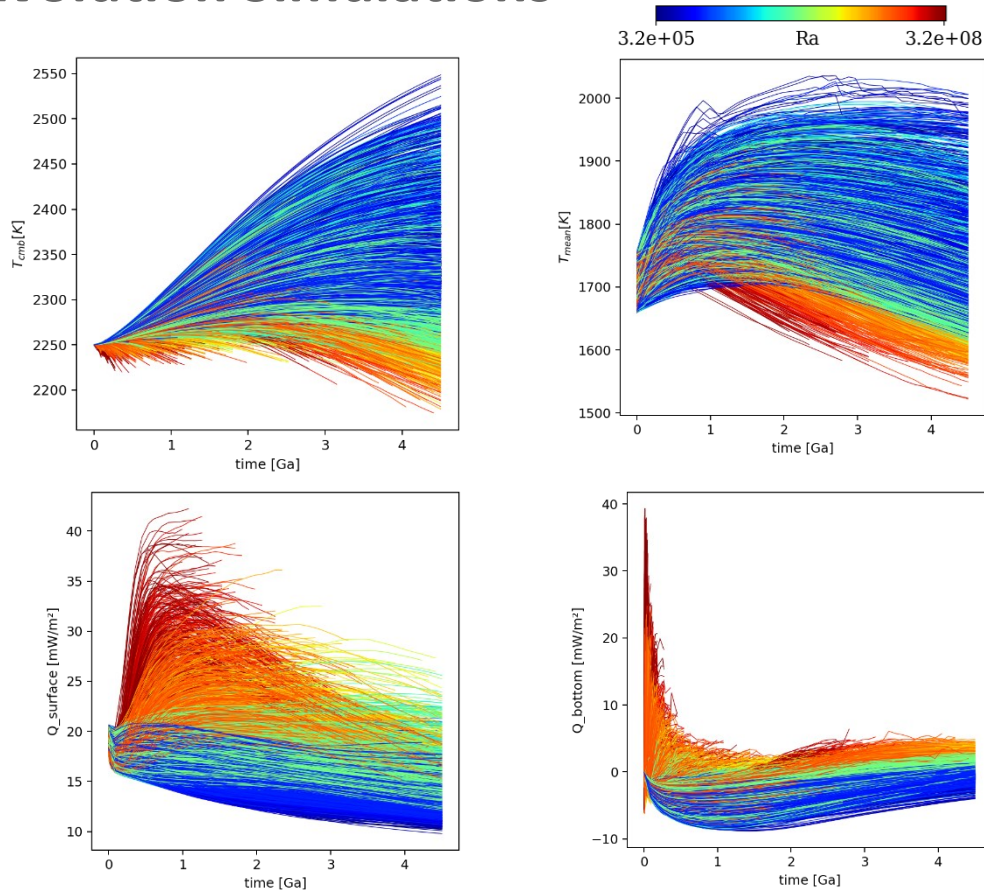 3.2e+05 Ra 3.2e+08
2550
2500
2450
2400
2350
2300
2250
2200
T_cmb[K]
0 1 2 3 4
time [Ga]
2000
1900
1800
1700
1600
1500
T_mean[K]
0 1 2 3 4
time [Ga]
40
35
30
25
20
15
10
Q_surface [mW/m²]
0 1 2 3 4
time [Ga]
40
30
20
10
0
−10
Q_bottom [mW/m²]
0 1 2 3 4
time [Ga]